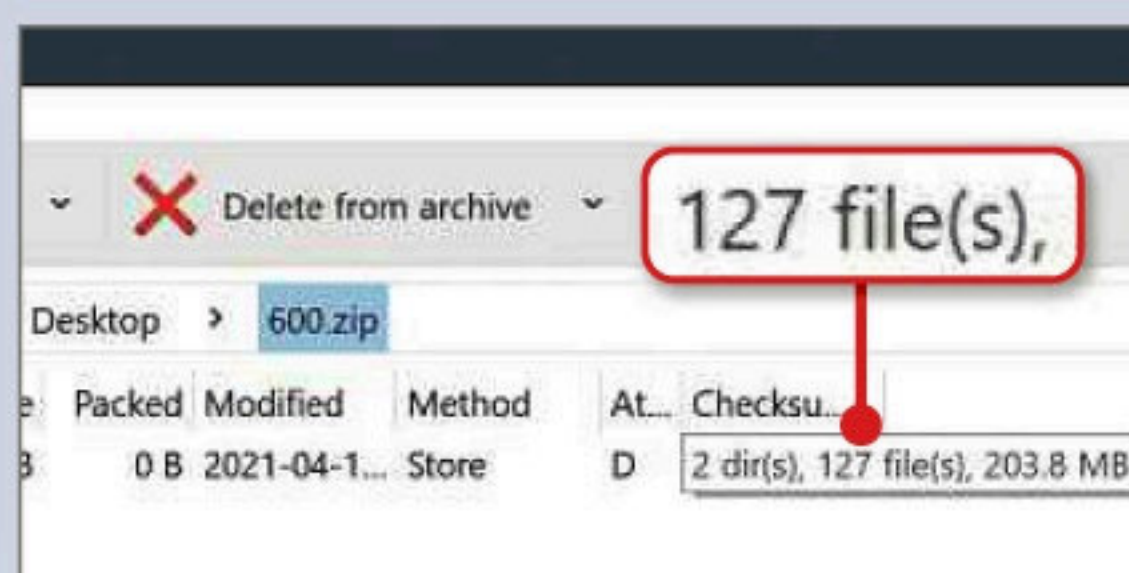 Delete from archive
127 file(s),
Desktop > 600.zip
e Packed Modified Method At... Checksu...
B 0 B 2021-04-1... Store D 2 dir(s), 127 file(s), 203.8 MB